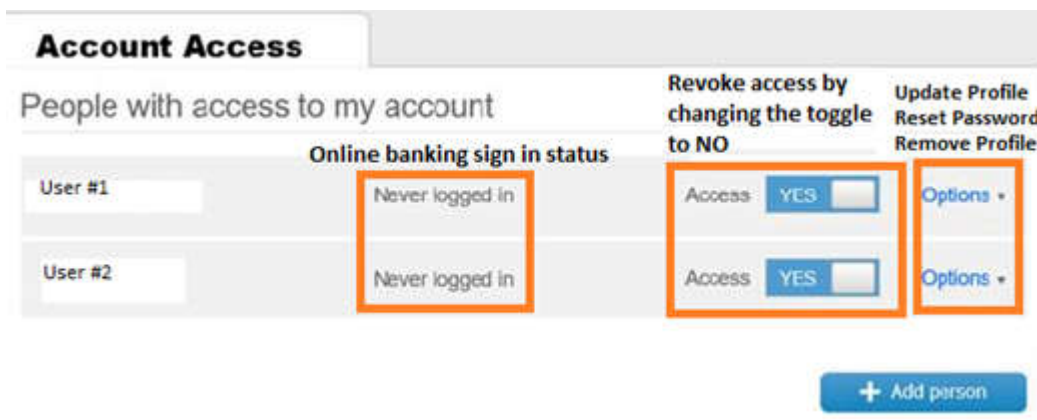 Account Access
People with access to my account
Revoke access by
changing the toggle
to NO
Update Profile
Reset Password
Remove Profile
Online banking sign in status
User #1
Never logged in
Access YES
Options
User #2
Never logged in
Access YES
Options
+ Add person